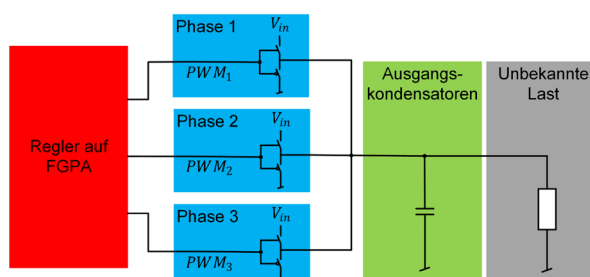 Regler auf
FGPA
Phase 1
V_in
PWM_1
Phase 2
V_in
PWM_2
Phase 3
V_in
PWM_3
Ausgangs-
kondensatoren
Unbekannte
Last